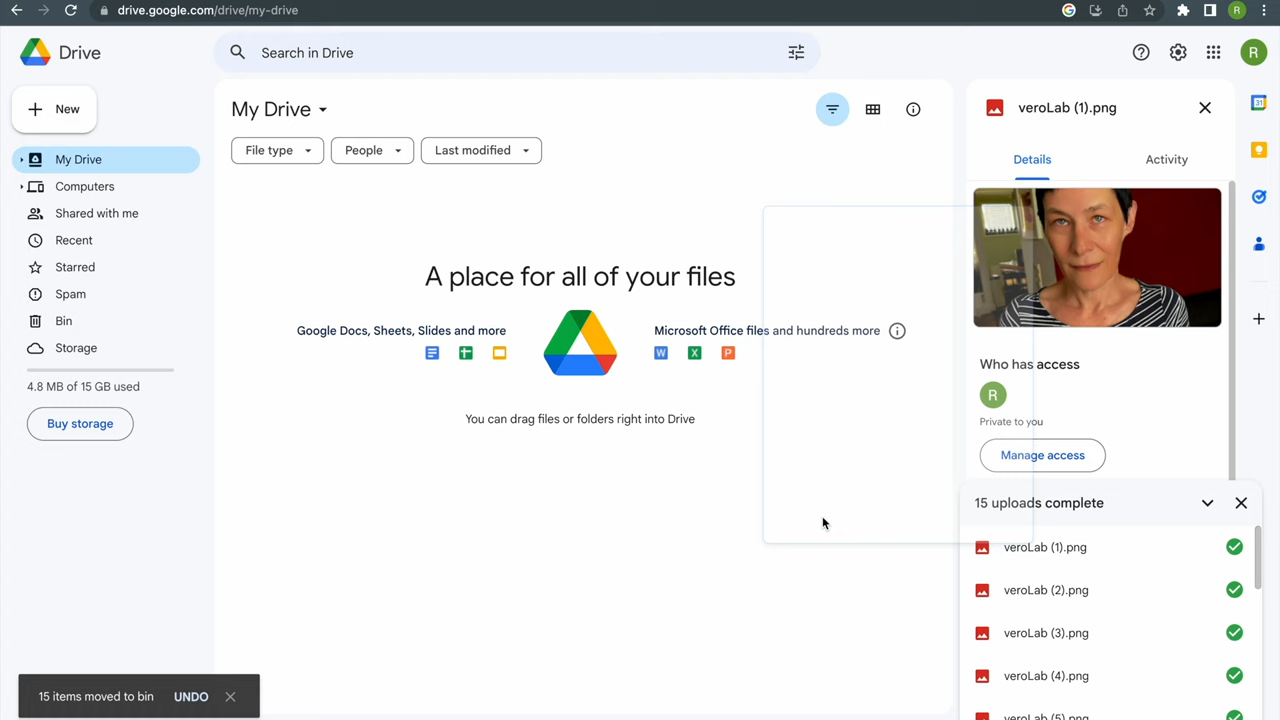 drive.google.com/drive/my-drive
R
Drive
Search in Drive
R
New
My Drive
Computers
Shared with me
Recent
Starred
Spam
Bin
Storage
4.8 MB of 15 GB used
Buy storage
My Drive
File type
People
Last modified
A place for all of your files
Google Docs, Sheets, Slides and more
Microsoft Office files and hundreds more
W X P
You can drag files or folders right into Drive
veroLab (1).png
Details
Activity
Who has access
R
Private to you
Manage access
31
15 uploads complete
veroLab (1).png
veroLab (2).png
veroLab (3).png
veroLab (4).png
veroLab (5).png
15 items moved to bin
UNDO